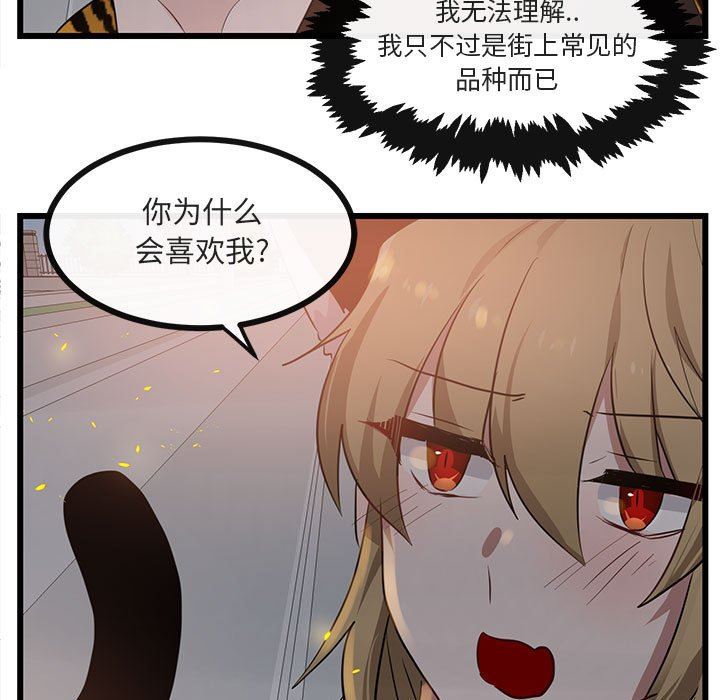 我无法理解..
我只不过是街上常见的
品种而已
你为什么
会喜欢我?